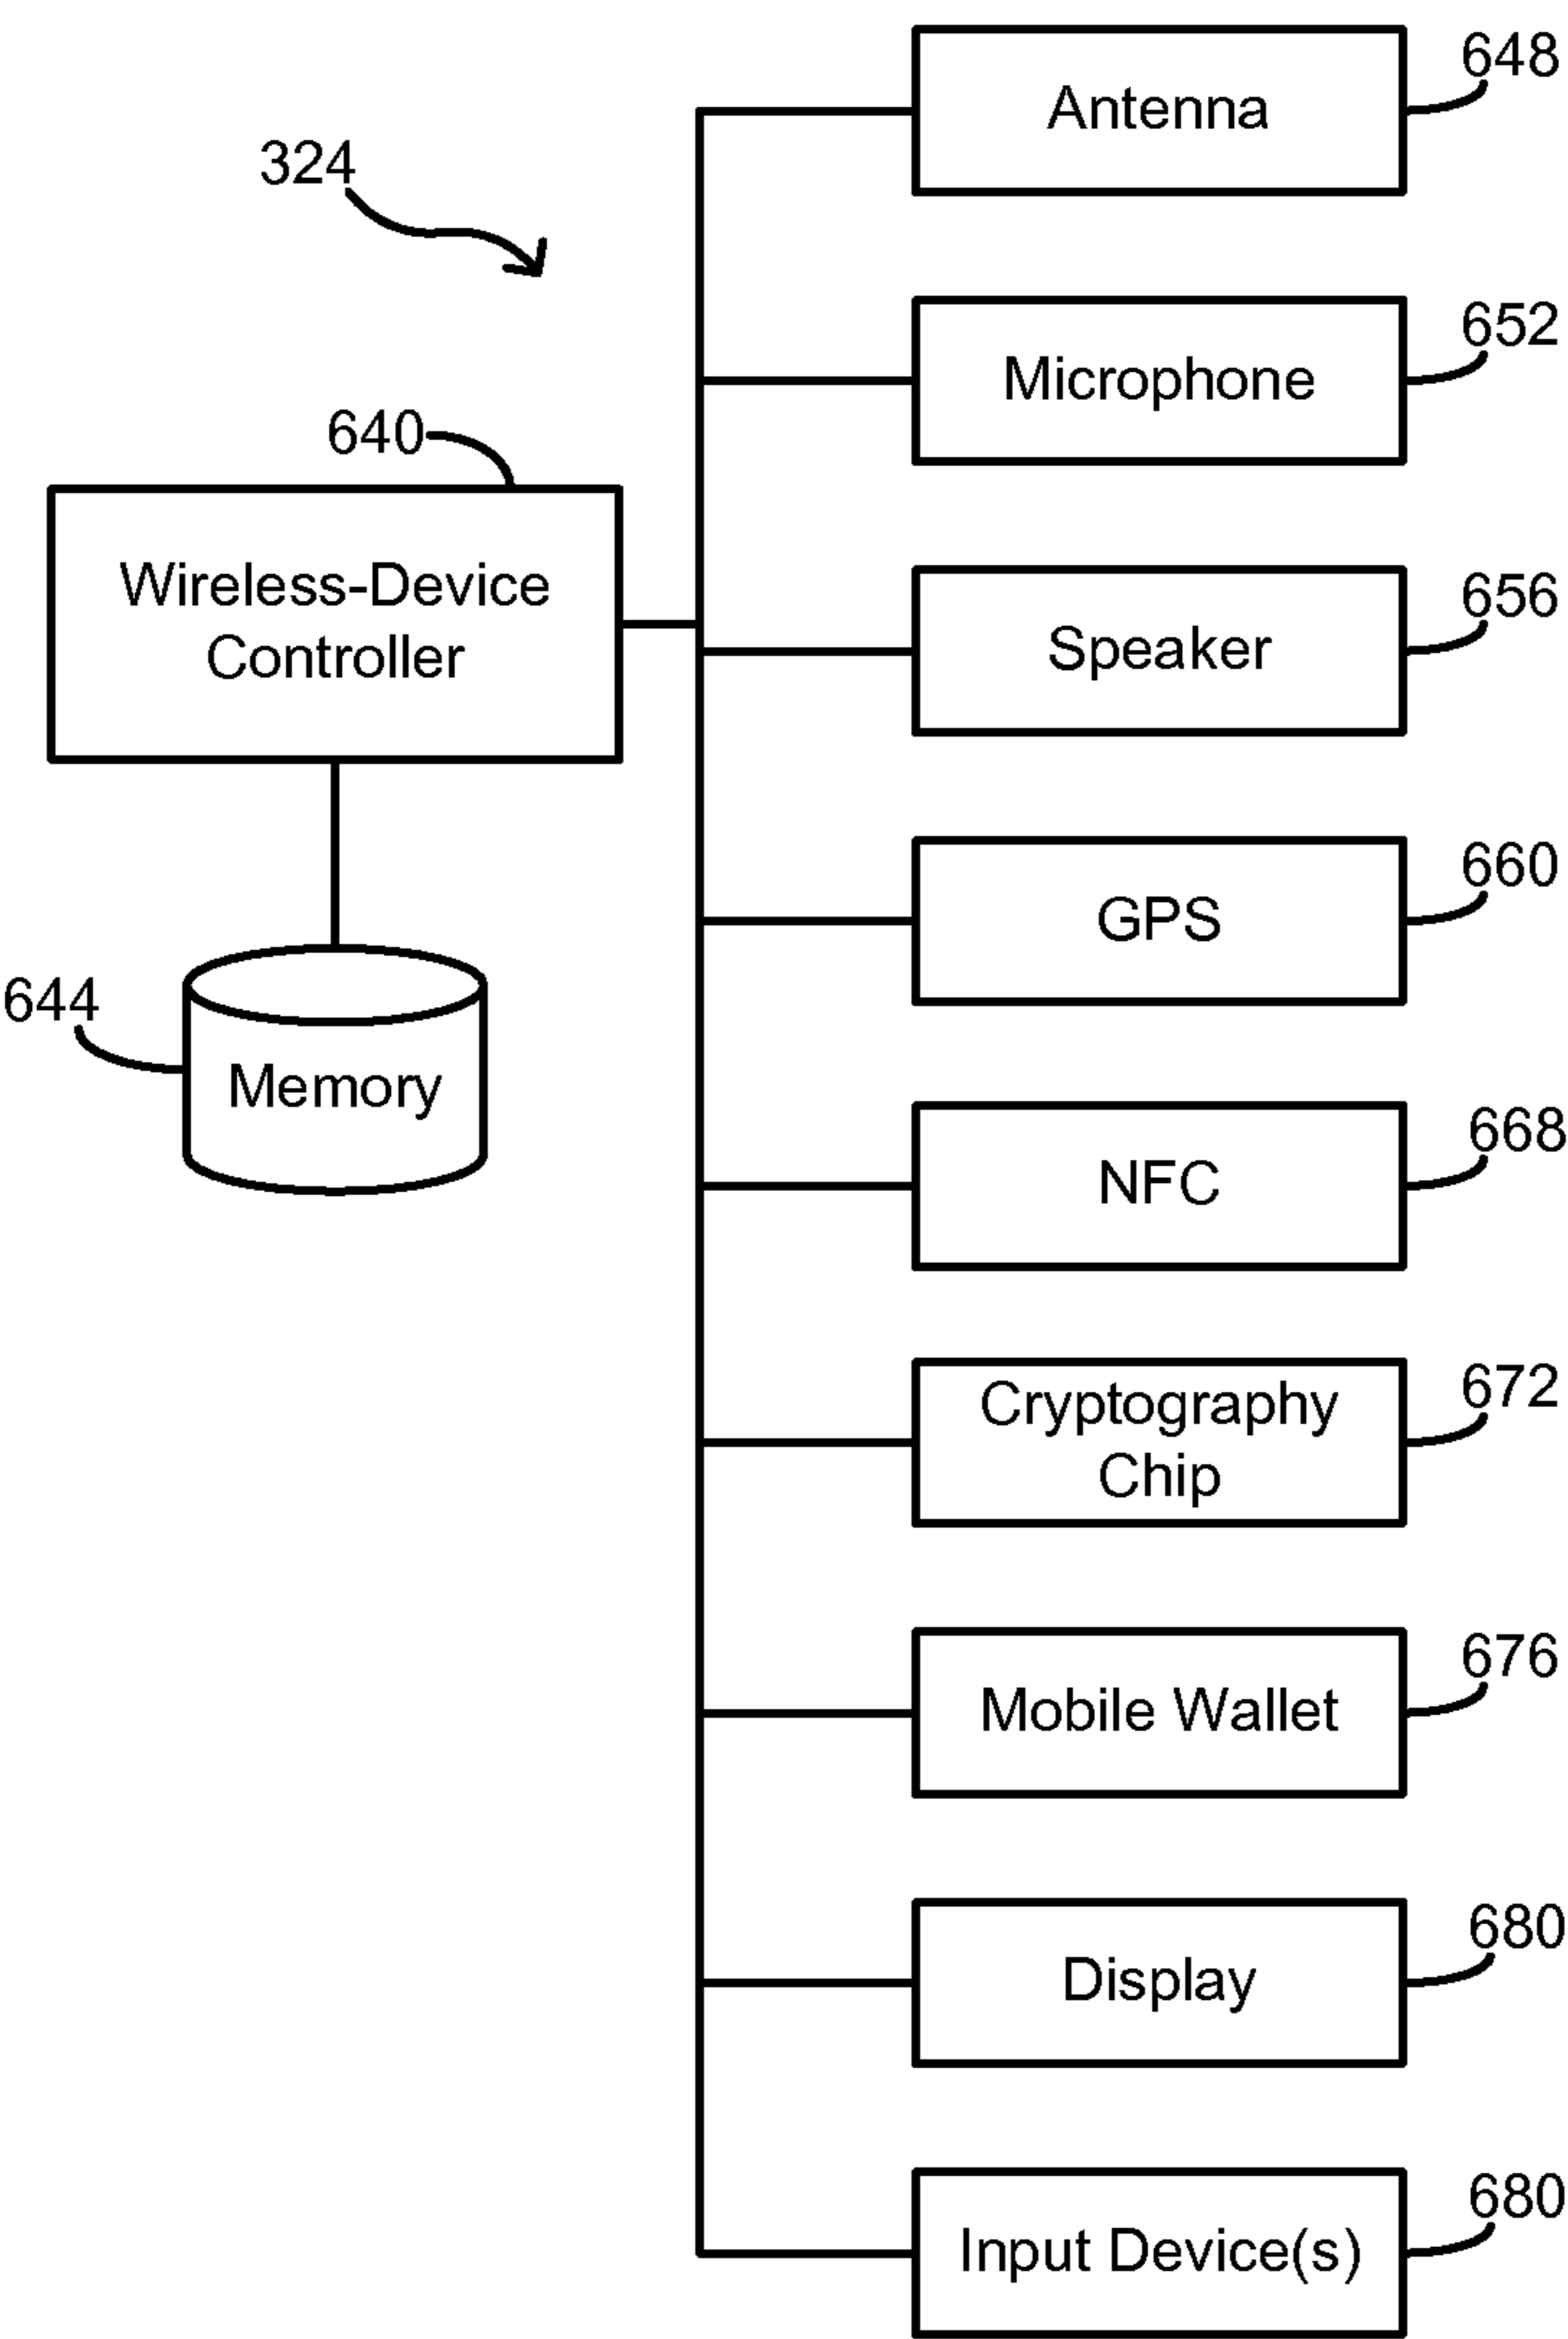 648
Antenna
324
652
Microphone
640
Wireless-Device
Controller
656
Speaker
660
GPS
644
Memory
668
NFC
672
Cryptography
Chip
676
Mobile Wallet
680
Display
680
Input Device(s)